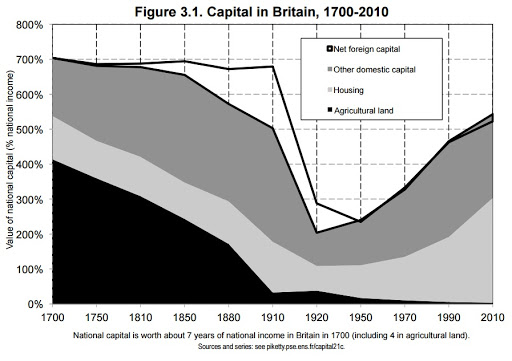 Figure 3.1. Capital in Britain, 1700-2010
800%
700%
600%
500%
400%
300%
200%
100%
0%
Value of national capital (% national income)
Net foreign capital
Other domestic capital
Housing
Agricultural land
1700 1750 1810 1850 1880 1910 1920 1950 1970 1990 2010
National capital is worth about 7 years of national income in Britain in 1700 (including 4 in agricultural land).
Sources and series: see piketty.pse.ens.fr/capital21c.